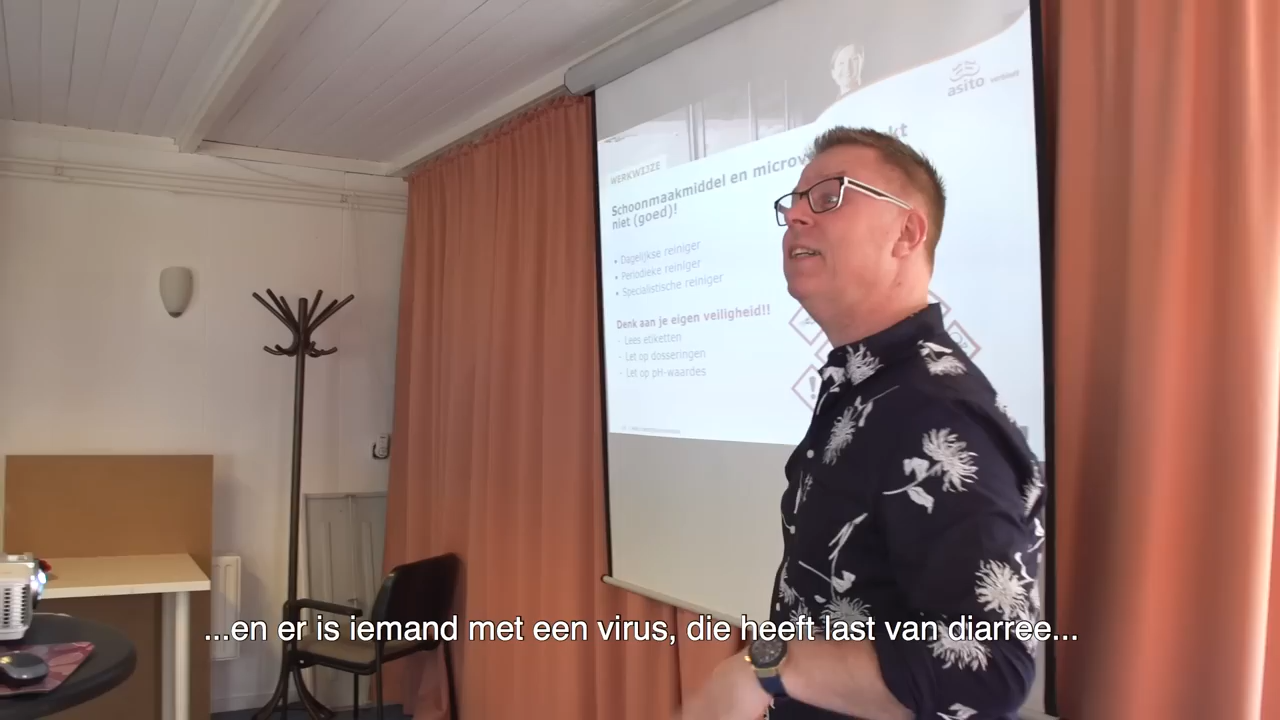 asito verbindt
WERKWIJZE
Schoonmaakmiddel en microv kt
niet (goed)!
• Dagelijkse reiniger
• Periodieke reiniger
• Specialistische reiniger
Denk aan je eigen veiligheid!!
- Lees etiketten
- Let op doseringen
- Let op pH-waardes
...en er is iemand met een virus, die heeft last van diarree...